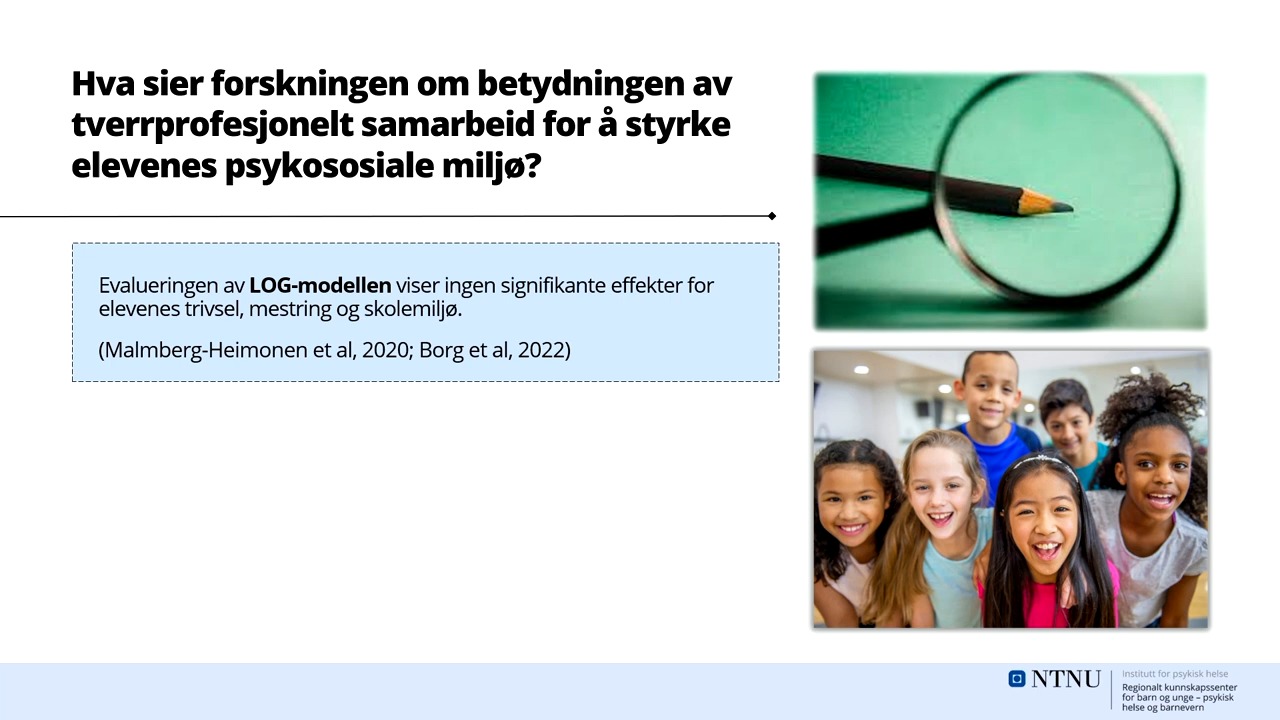 Hva sier forskningen om betydningen av
tverrprofesjonelt samarbeid for å styrke
elevenes psykososiale miljø?
Evalueringen av LOG-modellen viser ingen signifikante effekter for
elevenes trivsel, mestring og skolemiljø.
(Malmberg-Heimonen et al, 2020; Borg et al, 2022)
NTNU
Institutt for psykisk helse
Regionalt kunnskapssenter
for barn og unge – psykisk
helse og barnevern